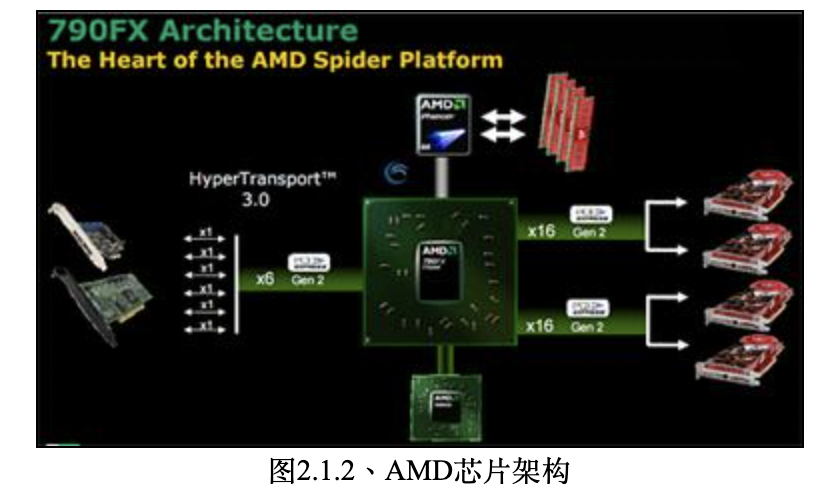 790FX Architecture
The Heart of the AMD Spider Platform
AMD
Phenom
HyperTransport™
3.0
x1
x1
x1
x1
x1
x1
x6
PCI
EXPRESS
Gen 2
AMD
790FX
x16
PCI
EXPRESS
Gen 2
x16
PCI
EXPRESS
Gen 2
AMD
图2.1.2、AMD芯片架构